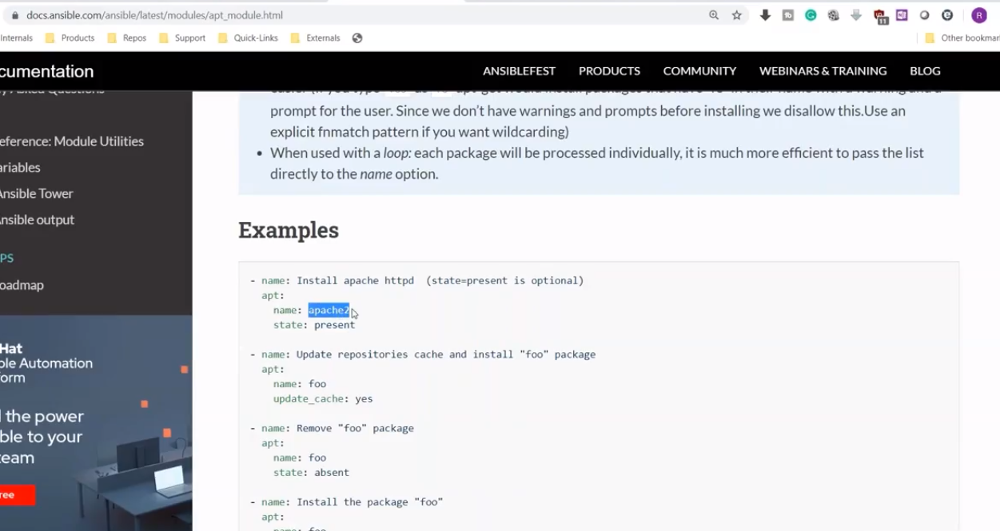 docs.ansible.com/ansible/latest/modules/apt_module.html
11
R
Internals
Products
Repos
Support
Quick-Links
Externals
Other bookmar
cumentation
ANSIBLEFEST
PRODUCTS
COMMUNITY
WEBINARS & TRAINING
BLOG
y Asked Questions
eference: Module Utilities
ariables
Ansible Tower
Ansible output
PS
oadmap
Hat
ble Automation
form
the power
ble to your
team
ree
prompt for the user. Since we don't have warnings and prompts before installing we disallow this.Use an
explicit fnmatch pattern if you want wildcarding)
• When used with a loop: each package will be processed individually, it is much more efficient to pass the list
directly to the name option.
Examples
- name: Install apache httpd  (state=present is optional)
apt:
name: apache2
state: present
- name: Update repositories cache and install "foo" package
apt:
name: foo
update_cache: yes
- name: Remove "foo" package
apt:
name: foo
state: absent
- name: Install the package "foo"
apt:
name: foo